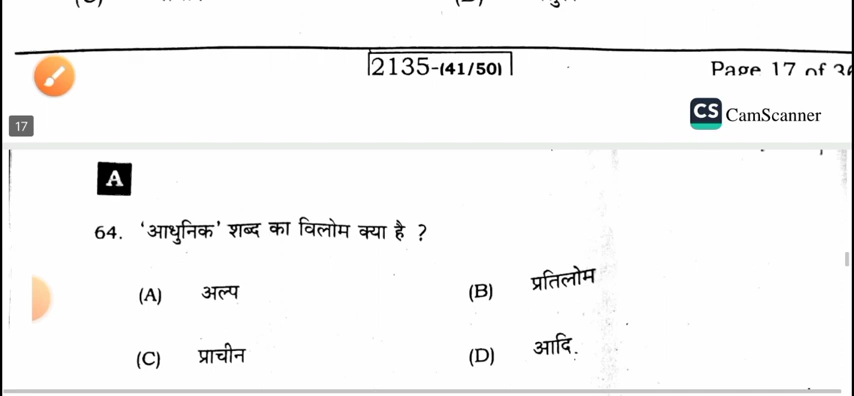 2135-(41/50) Page 17 of
CS CamScanner
17
A
64. 'आधुनिक' शब्द का विलोम क्या है ?
(A) अल्प (B) प्रतिलोम
(C) प्राचीन (D) आदि.